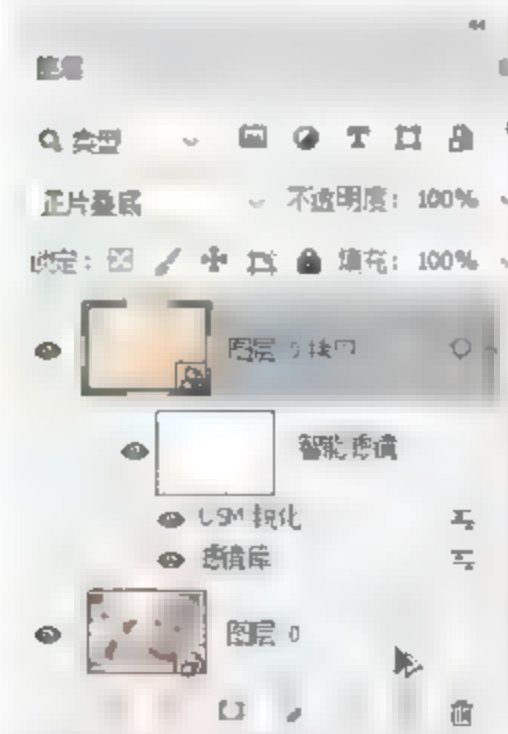 图层
类型
正片叠底 不透明度: 100%
锁定: 填充: 100%
图层 0 拷贝
智能滤镜
USM 锐化
滤镜库
图层 0